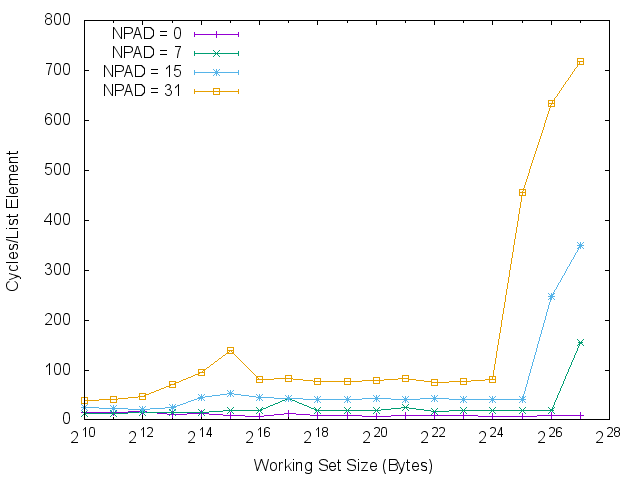 800
700
600
500
400
300
200
100
0
Cycles/List Element
NPAD = 0
NPAD = 7
NPAD = 15
NPAD = 31
2^10 2^12 2^14 2^16 2^18 2^20 2^22 2^24 2^26 2^28
Working Set Size (Bytes)